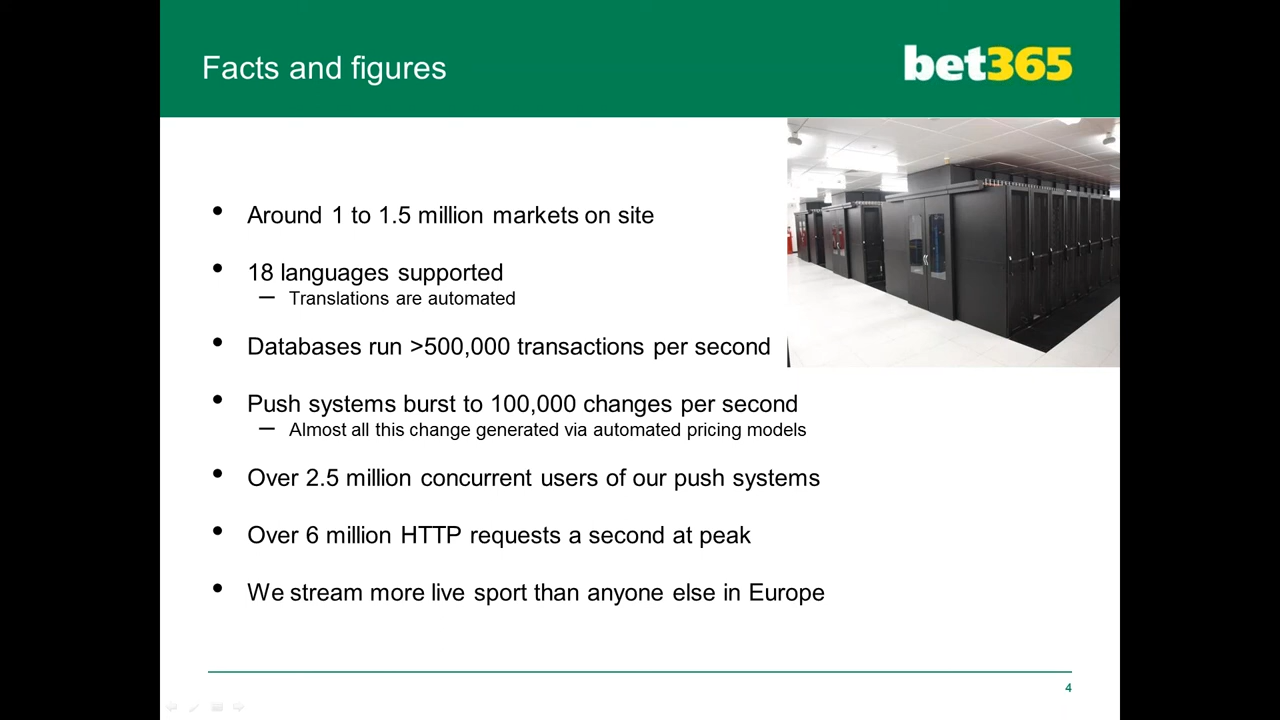 Facts and figures
bet365
• Around 1 to 1.5 million markets on site
• 18 languages supported
– Translations are automated
• Databases run >500,000 transactions per second
• Push systems burst to 100,000 changes per second
– Almost all this change generated via automated pricing models
• Over 2.5 million concurrent users of our push systems
• Over 6 million HTTP requests a second at peak
• We stream more live sport than anyone else in Europe
4